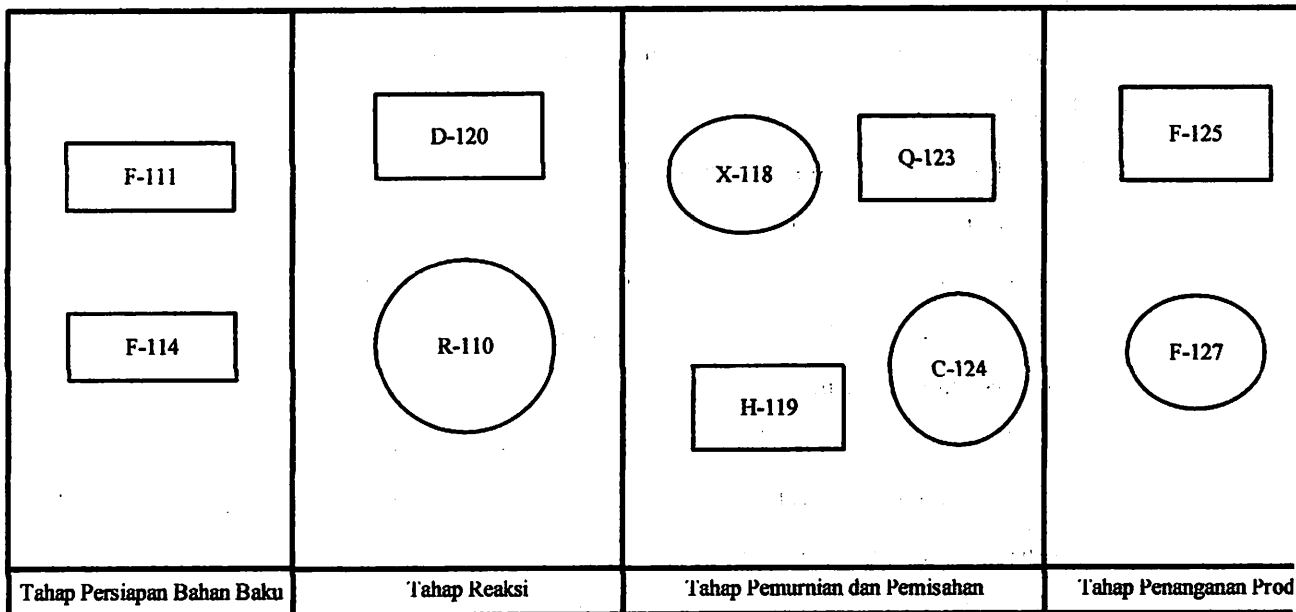 F-111
F-114
Tahap Persiapan Bahan Baku
D-120
R-110
Tahap Reaksi
X-118
Q-123
H-119
C-124
Tahap Pemurnian dan Pemisahan
F-125
F-127
Tahap Penanganan Prod